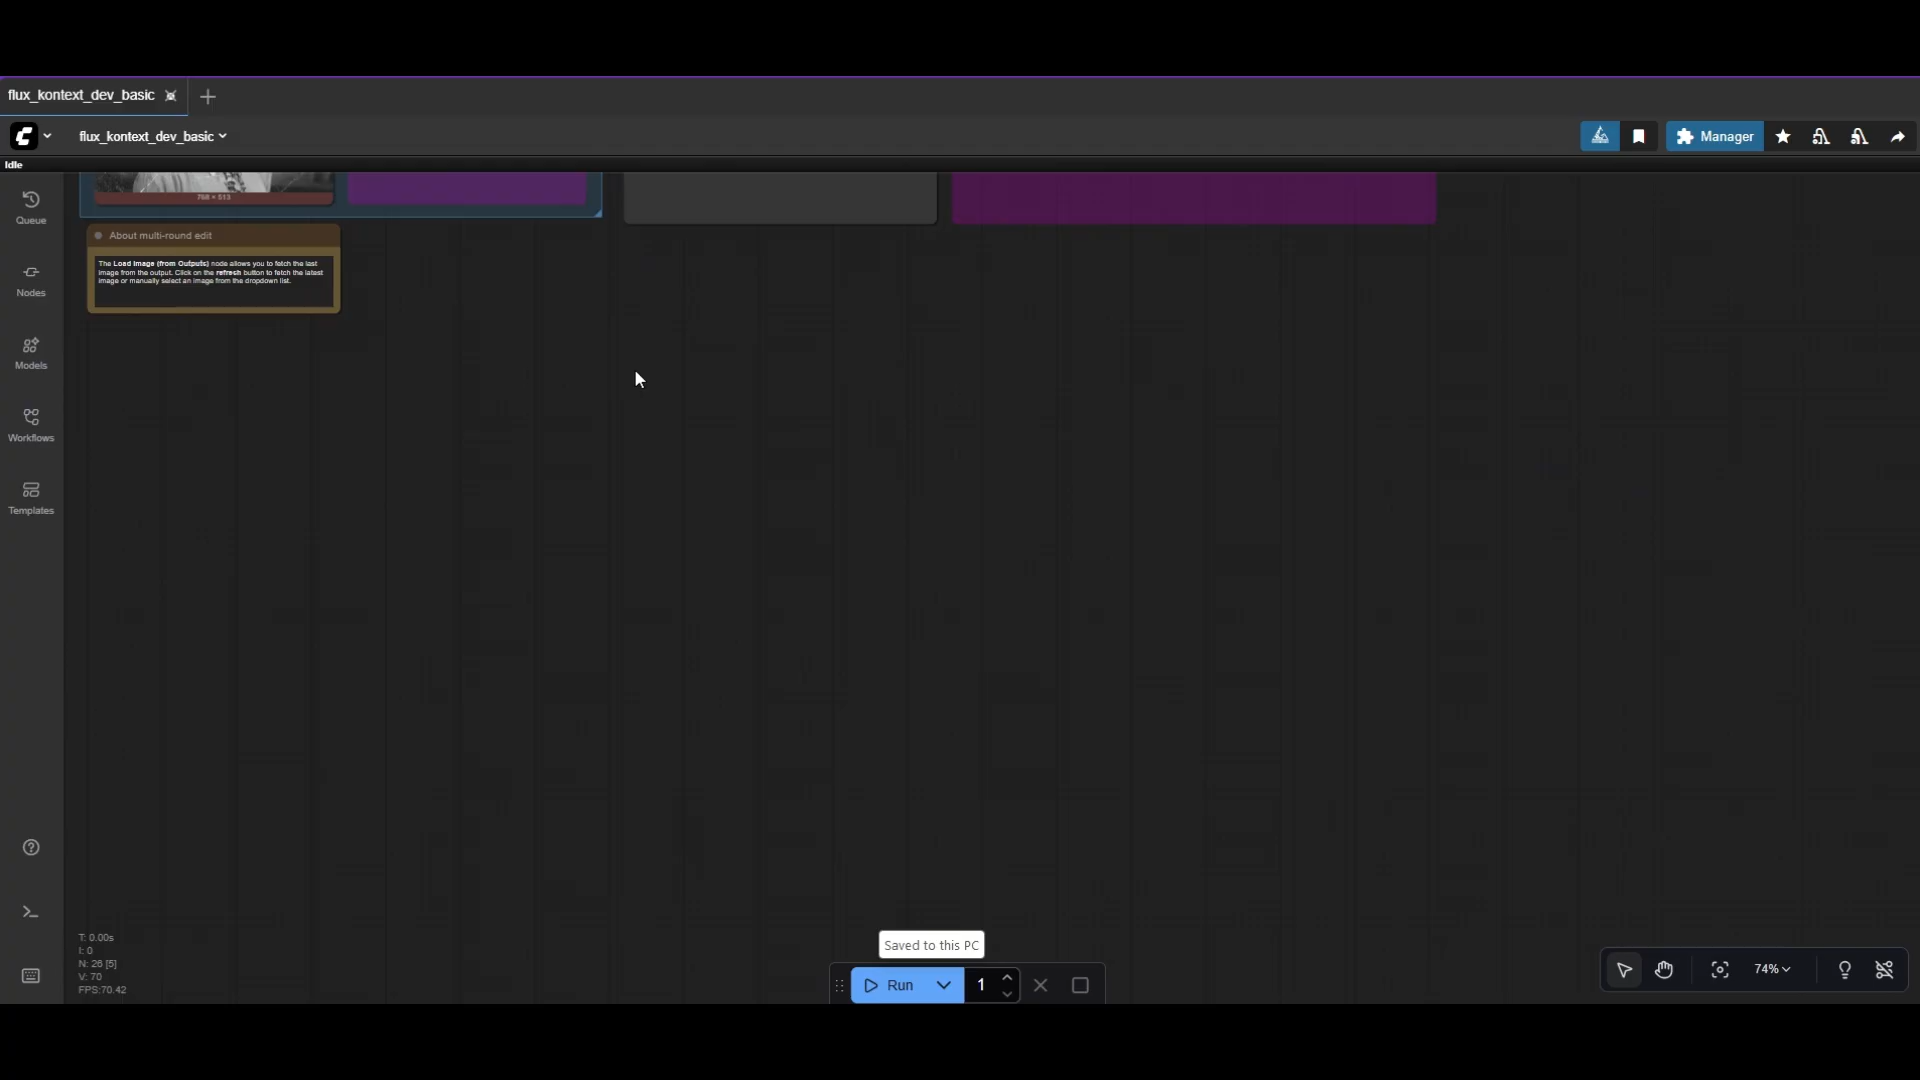 flux_kontext_dev_basic
flux_kontext_dev_basic
Manager
Idle
Queue
768 × 513
About multi-round edit
The Load Image (from Outputs) node allows you to fetch the last
image from the output. Click on the refresh button to fetch the latest
image or manually select an image from the dropdown list.
Nodes
Models
Workflows
Templates
T: 0.00s
I: 0
N: 26 [5]
V: 70
FPS:70.42
Saved to this PC
Run
1
74%